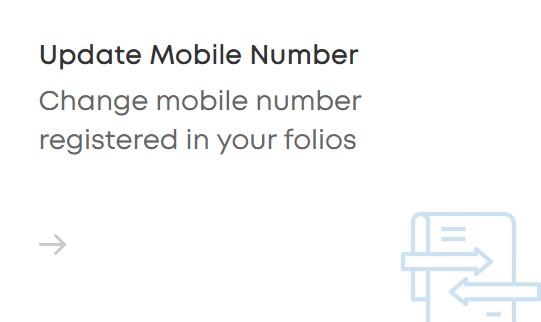 Update Mobile Number
Change mobile number
registered in your folios